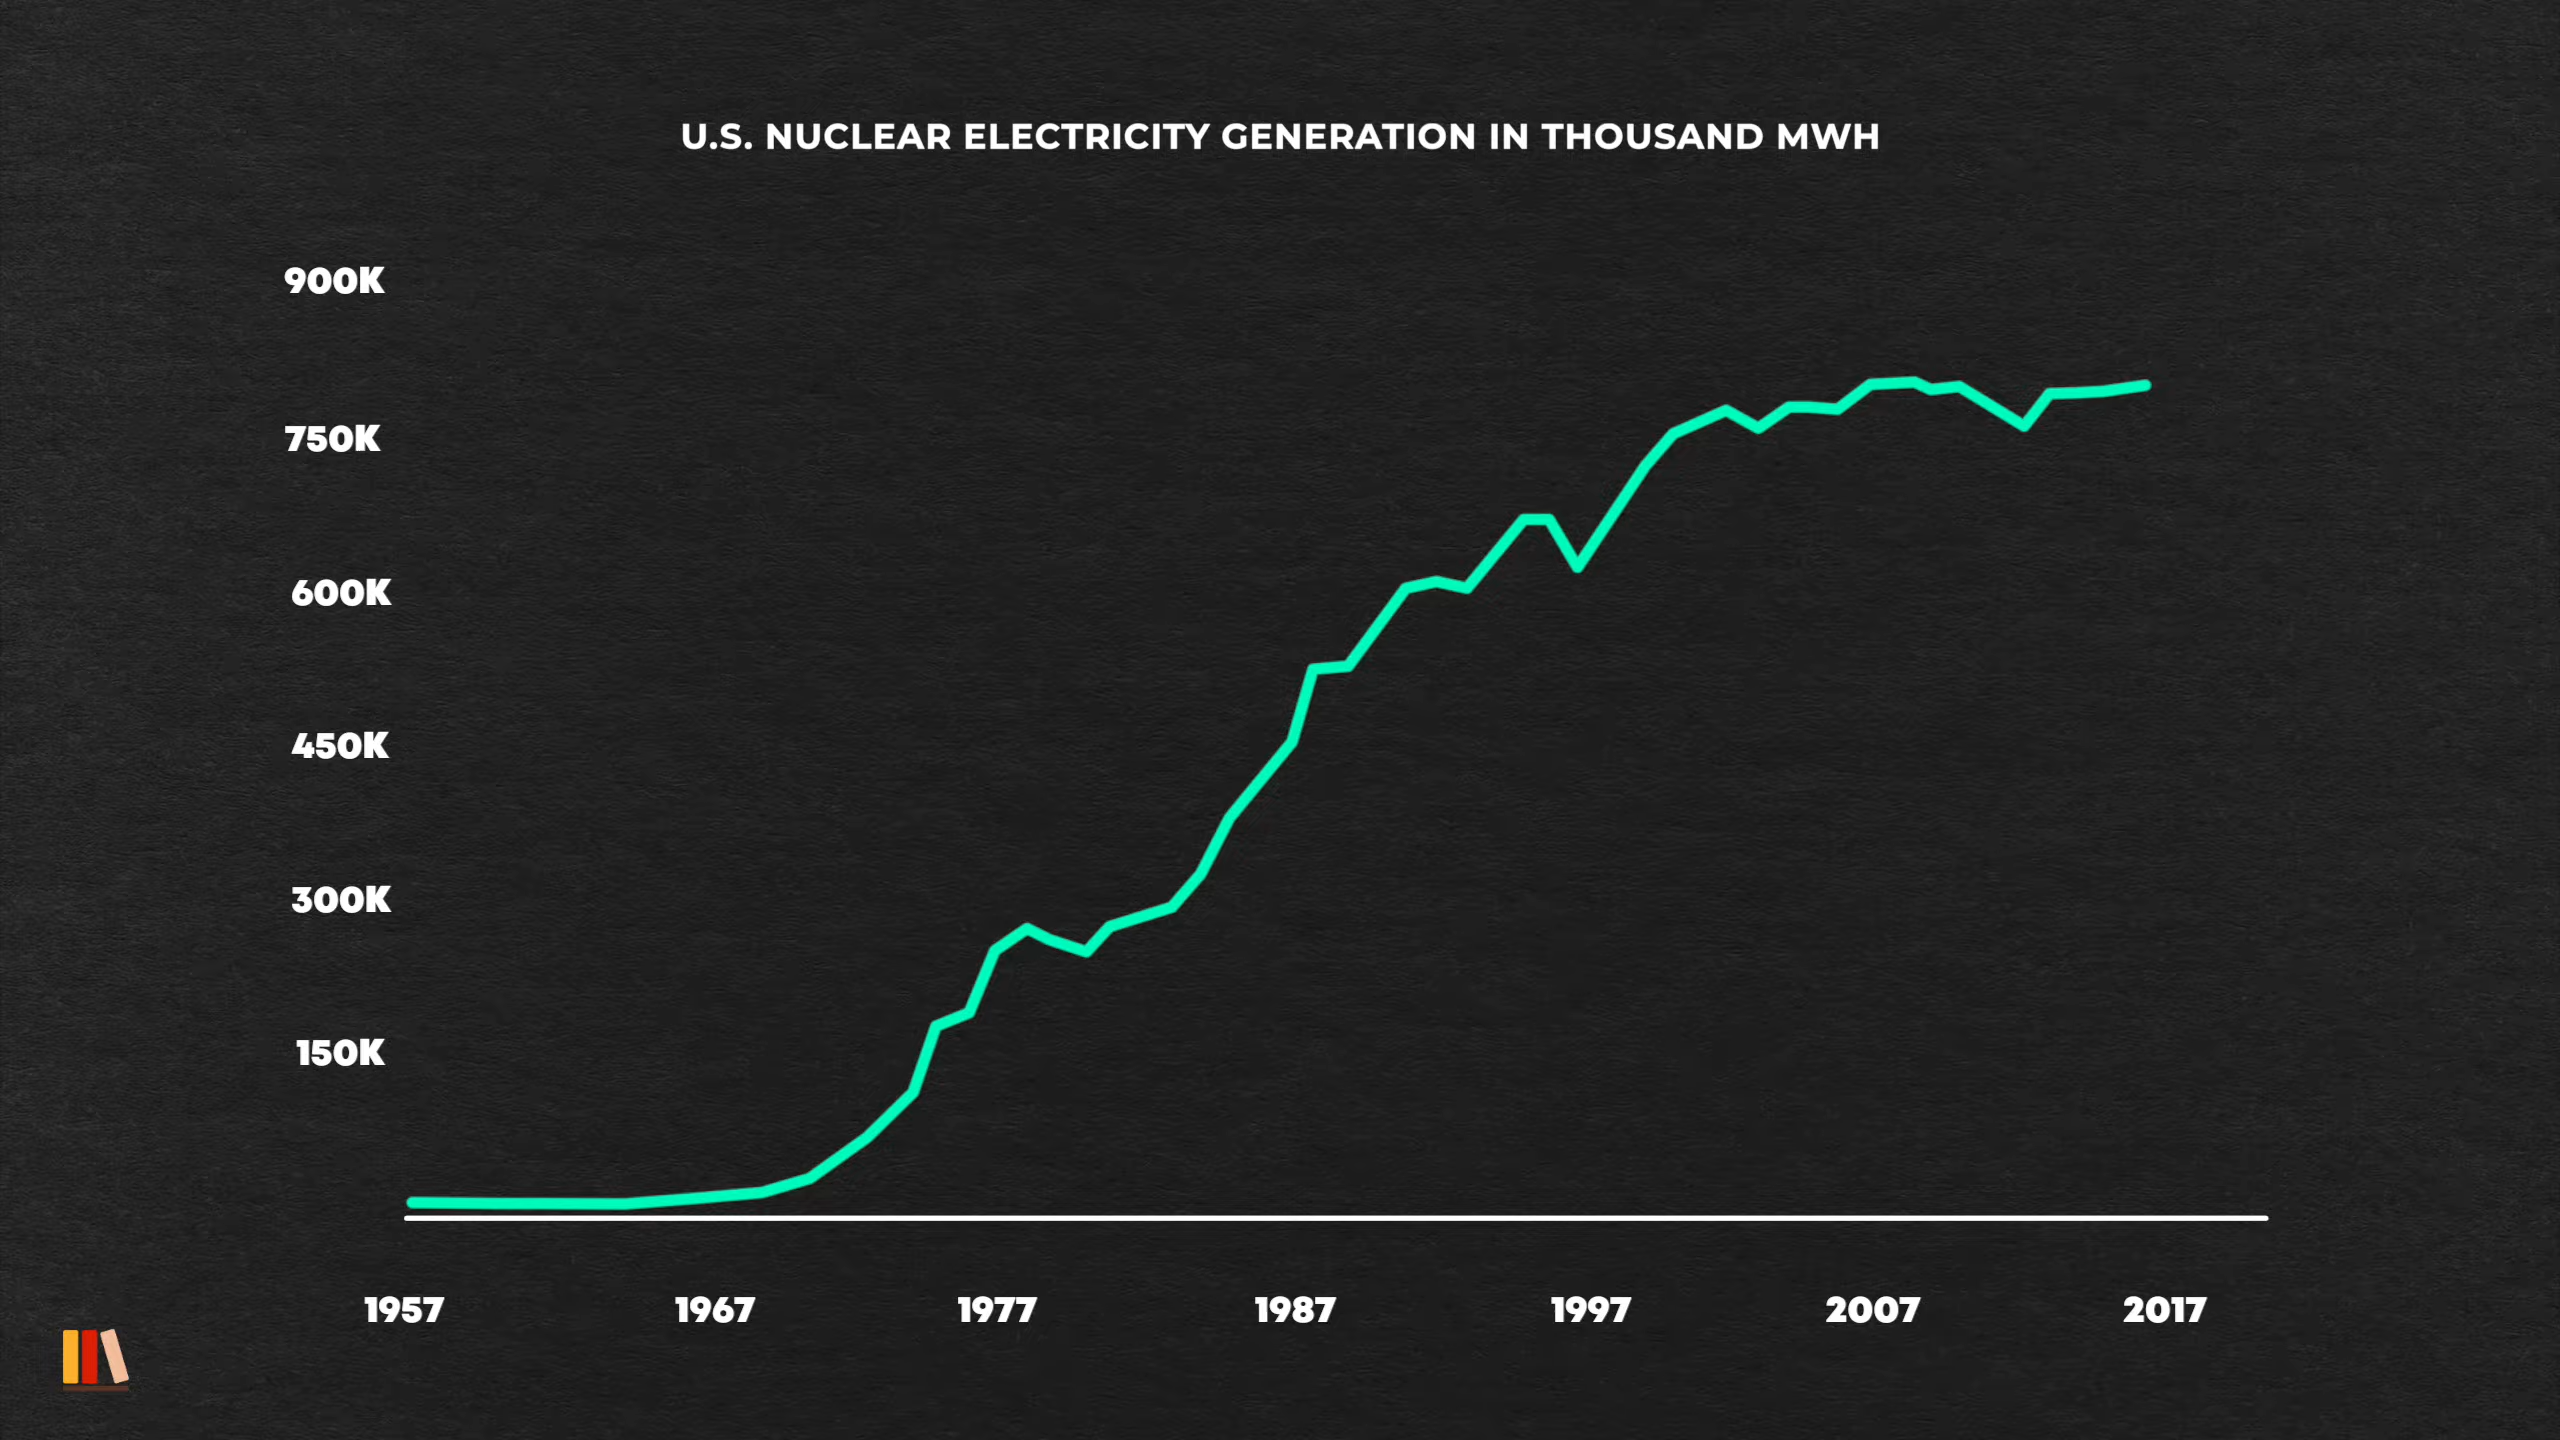 U.S. NUCLEAR ELECTRICITY GENERATION IN THOUSAND MWH
900K
750K
600K
450K
300K
150K
1957 1967 1977 1987 1997 2007 2017